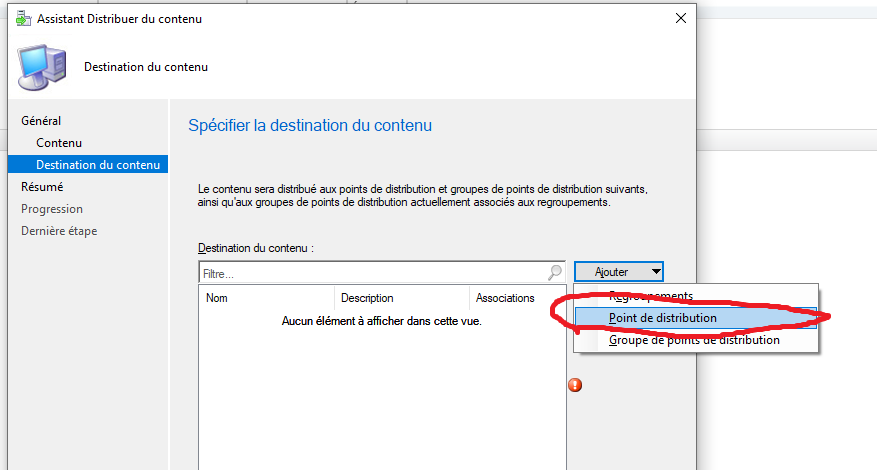 Assistant Distribuer du contenu
Destination du contenu
Général
Contenu
Destination du contenu
Résumé
Progression
Dernière étape
Spécifier la destination du contenu
Le contenu sera distribué aux points de distribution et groupes de points de distribution suivants,
ainsi qu'aux groupes de points de distribution actuellement associés aux regroupements.
Destination du contenu :
Filtre...
Ajouter
Nom Description Associations
Aucun élément à afficher dans cette vue.
Regroupements
Point de distribution
Groupe de points de distribution